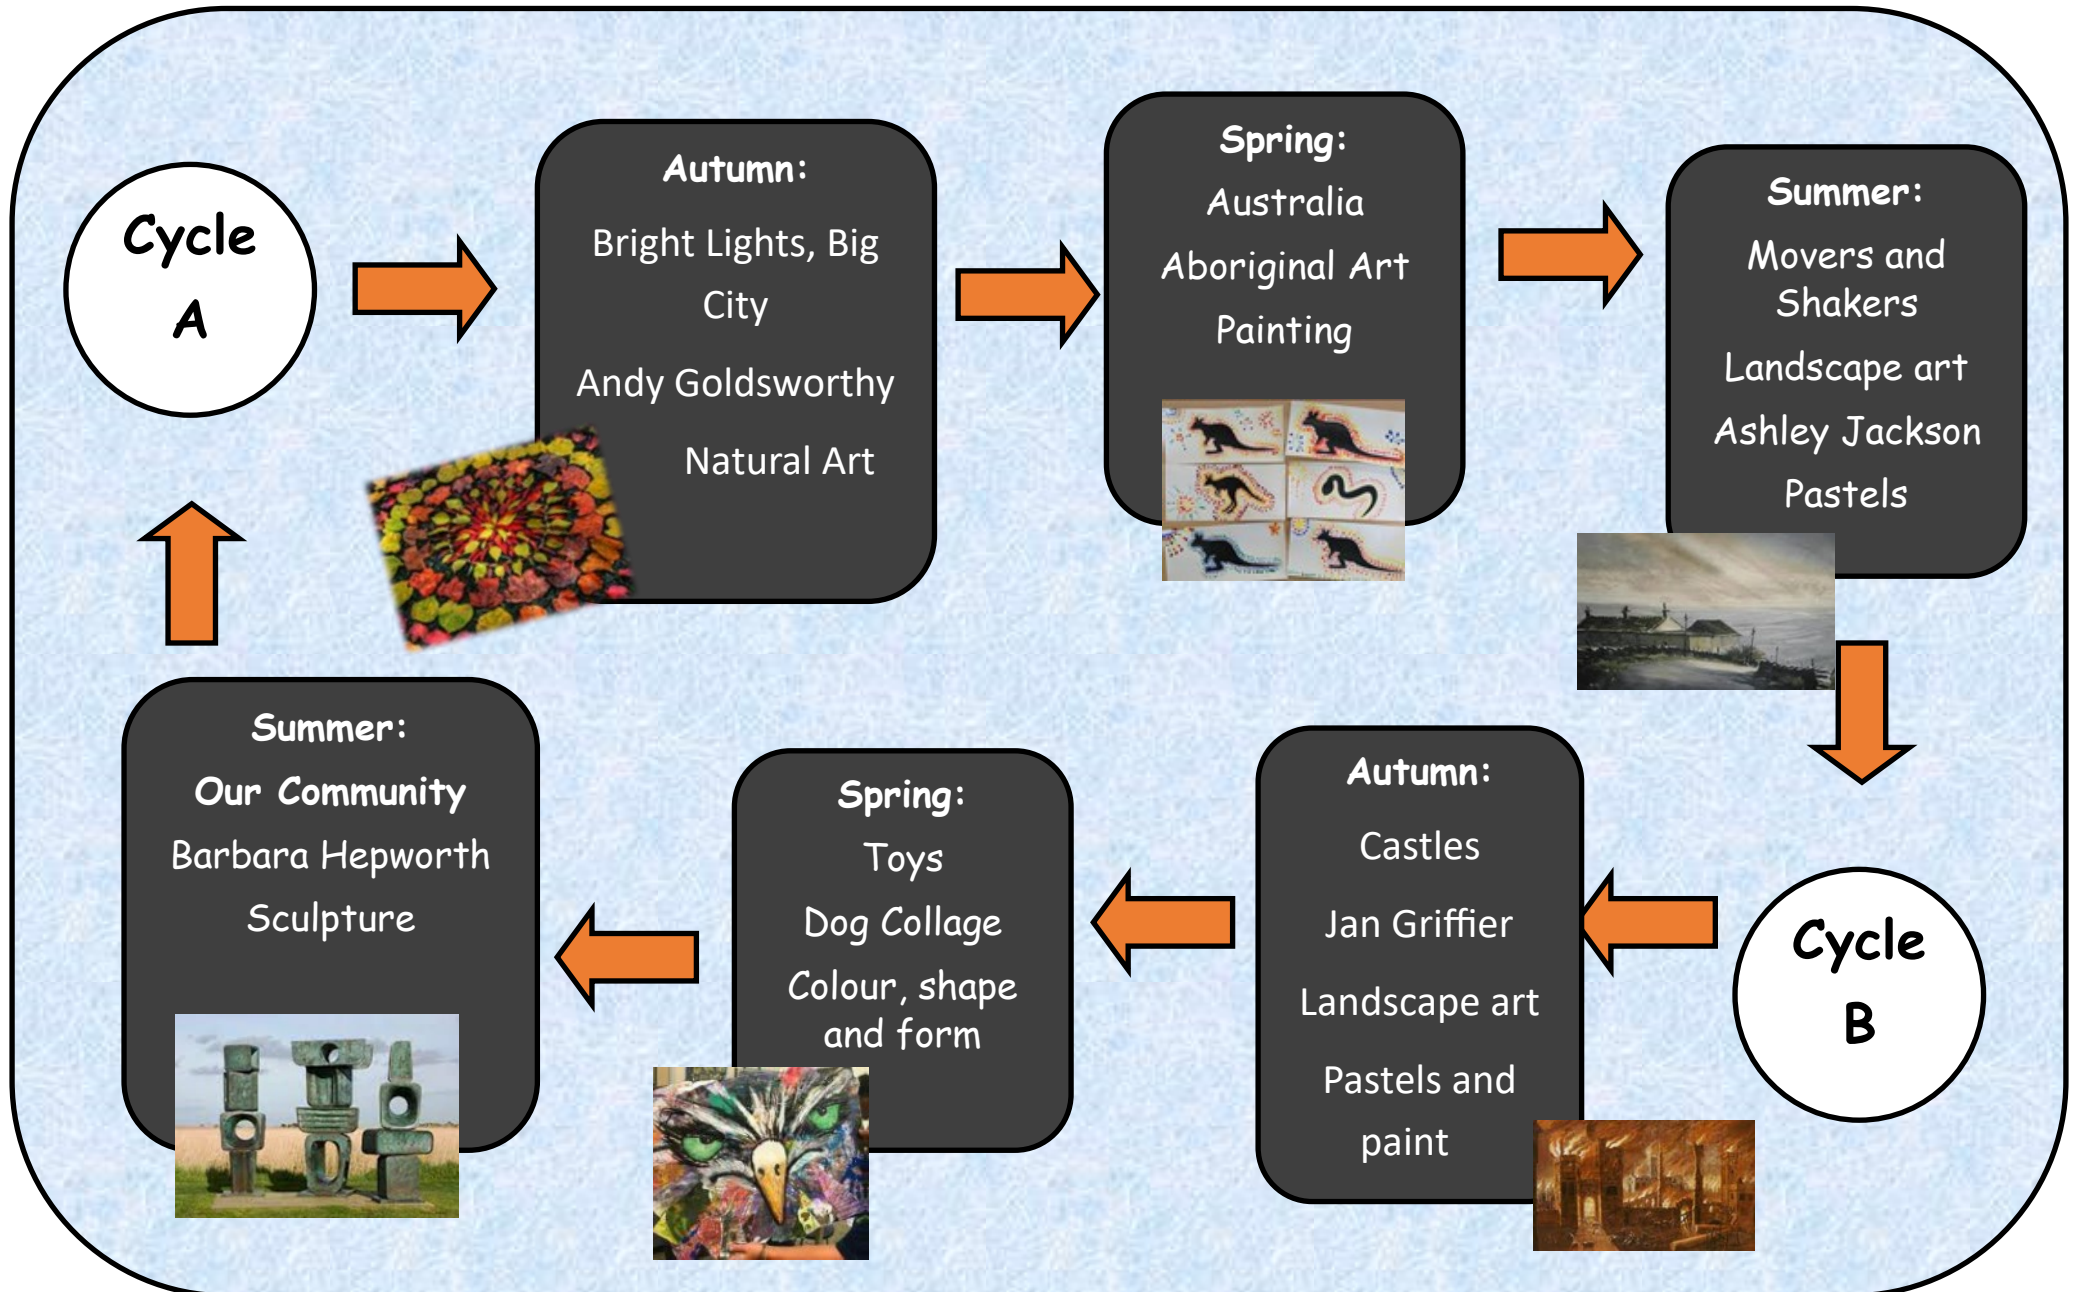 Cycle
A
Autumn:
Bright Lights, Big
City
Andy Goldsworthy
Natural Art
Spring:
Australia
Aboriginal Art
Painting
Summer:
Movers and
Shakers
Landscape art
Ashley Jackson
Pastels
Cycle
B
Autumn:
Castles
Jan Griffier
Landscape art
Pastels and
paint
Spring:
Toys
Dog Collage
Colour, shape
and form
Summer:
Our Community
Barbara Hepworth
Sculpture